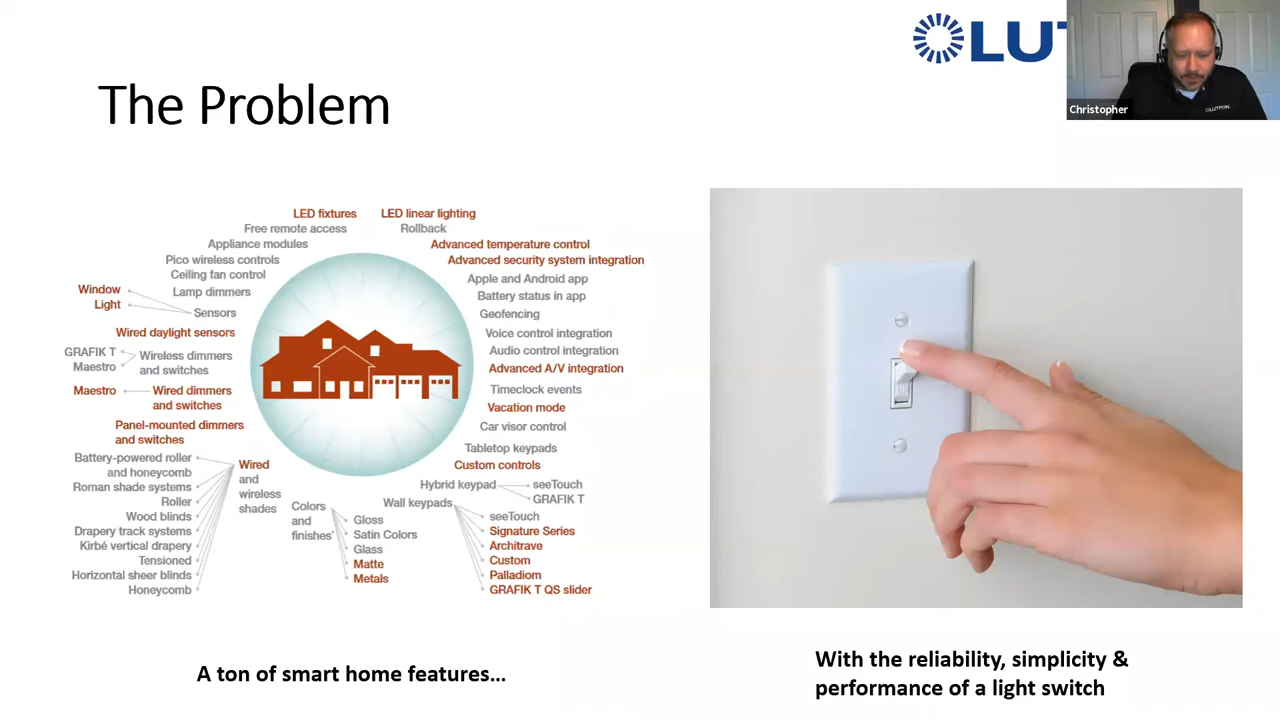 LUT
Christopher
LUTRON
The Problem
LED fixtures
Free remote access
Appliance modules
Pico wireless controls
Ceiling fan control
Lamp dimmers
Window
Light
Sensors
Wired daylight sensors
GRAFIK T
Maestro
Wireless dimmers
and switches
Maestro
Wired dimmers
and switches
Panel-mounted dimmers
and switches
Battery-powered roller
and honeycomb
Roman shade systems
Roller
Wood blinds
Drapery track systems
Kirbé vertical drapery
Tensioned
Horizontal sheer blinds
Honeycomb
Wired
and
wireless
shades
Colors
and
finishes'
Gloss
Satin Colors
Glass
Matte
Metals
LED linear lighting
Rollback
Advanced temperature control
Advanced security system integration
Apple and Android app
Battery status in app
Geofencing
Voice control integration
Audio control integration
Advanced A/V integration
Timeclock events
Vacation mode
Car visor control
Tabletop keypads
Custom controls
Hybrid keypad
seeTouch
GRAFIK T
Wall keypads
seeTouch
Signature Series
Architrave
Custom
Palladiom
GRAFIK T QS slider
A ton of smart home features...
With the reliability, simplicity &
performance of a light switch